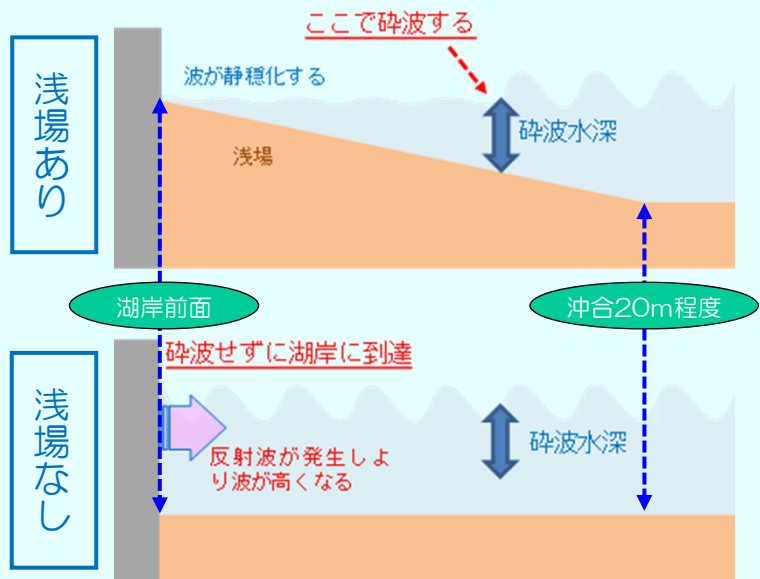 ここで砕波する
浅場あり
波が静穏化する
砕波水深
浅場
湖岸前面
沖合20m程度
砕波せずに湖岸に到達
浅場なし
砕波水深
反射波が発生しよ
り波が高くなる